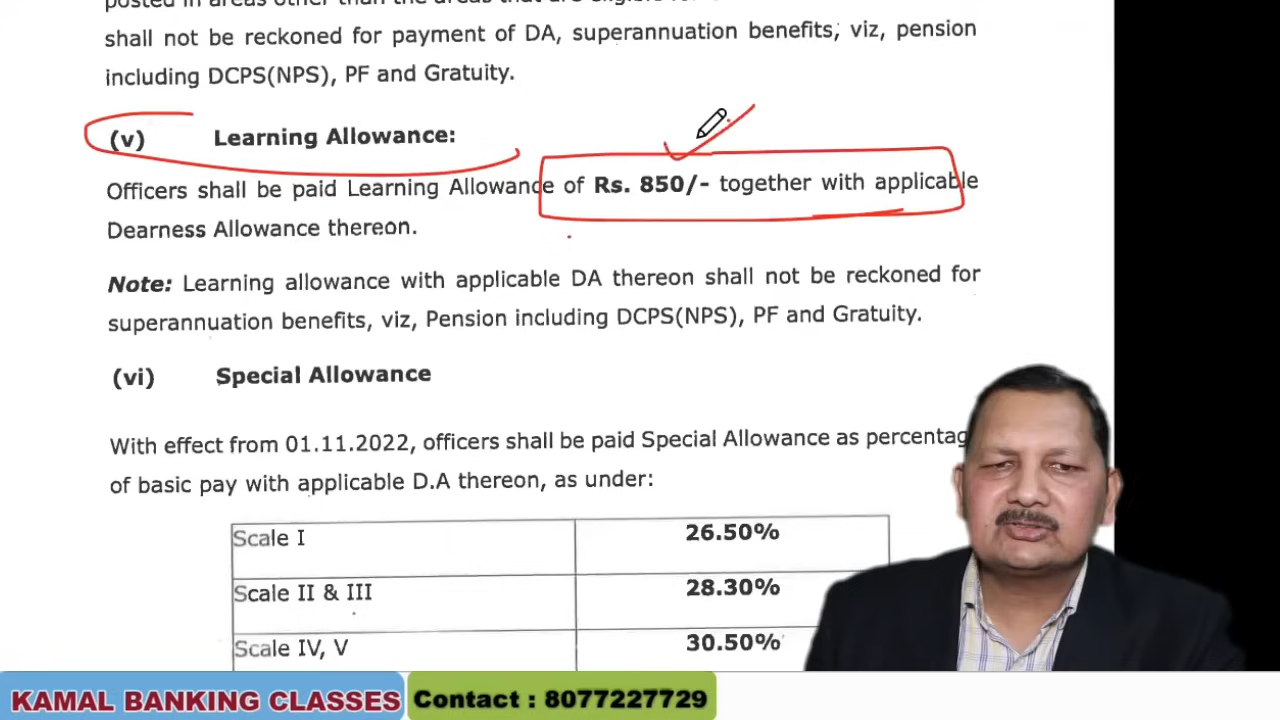 shall not be reckoned for payment of DA, superannuation benefits, viz, pension
including DCPS(NPS), PF and Gratuity.
(v) Learning Allowance:
Officers shall be paid Learning Allowance of Rs. 850/- together with applicable
Dearness Allowance thereon.
Note: Learning allowance with applicable DA thereon shall not be reckoned for
superannuation benefits, viz, Pension including DCPS(NPS), PF and Gratuity.
(vi) Special Allowance
With effect from 01.11.2022, officers shall be paid Special Allowance as percentag
of basic pay with applicable D.A thereon, as under:
Scale I 26.50%
Scale II & III 28.30%
Scale IV, V 30.50%
KAMAL BANKING CLASSES Contact : 8077227729